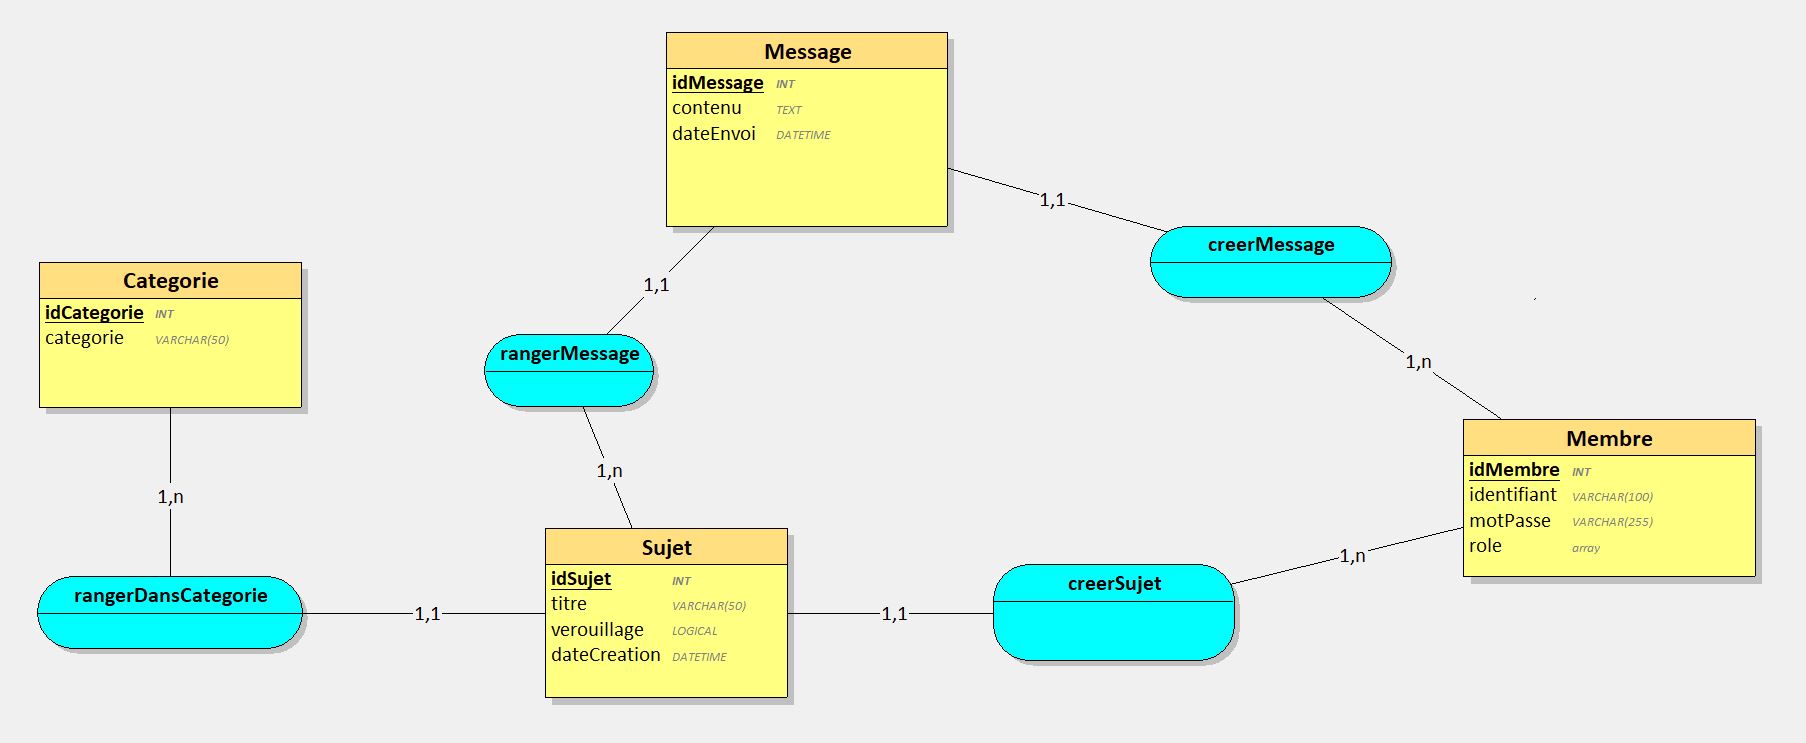 Message
idMessage INT
contenu TEXT
dateEnvoi DATETIME
1,1
creerMessage
1,1
Categorie
idCategorie INT
categorie VARCHAR(50)
rangerMessage
1,n
Membre
idMembre INT
identifiant VARCHAR(100)
motPasse VARCHAR(255)
role array
1,n
1,n
Sujet
idSujet INT
titre VARCHAR(50)
verouillage LOGICAL
dateCreation DATETIME
rangerDansCategorie
1,1
1,1
creerSujet
1,n